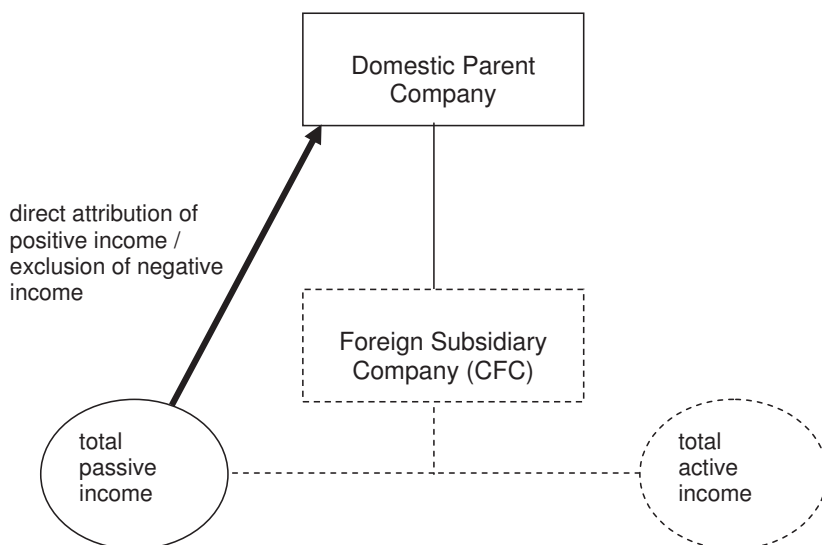 Domestic Parent
Company
direct attribution of
positive income /
exclusion of negative
income
Foreign Subsidiary
Company (CFC)
total
passive
income
total
active
income